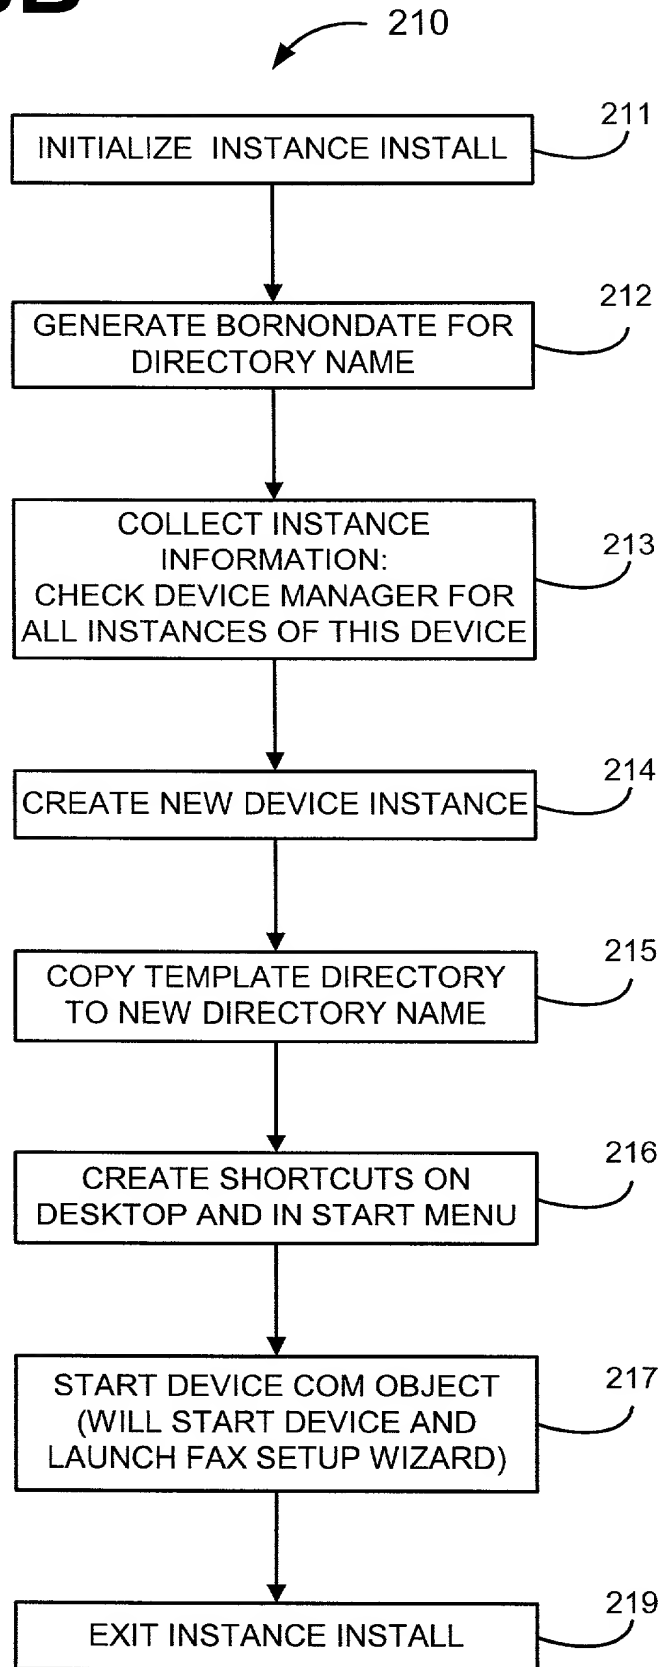 210
INITIALIZE INSTANCE INSTALL
211
GENERATE BORNONDATE FOR
DIRECTORY NAME
212
COLLECT INSTANCE
INFORMATION:
CHECK DEVICE MANAGER FOR
ALL INSTANCES OF THIS DEVICE
213
CREATE NEW DEVICE INSTANCE
214
COPY TEMPLATE DIRECTORY
TO NEW DIRECTORY NAME
215
CREATE SHORTCUTS ON
DESKTOP AND IN START MENU
216
START DEVICE COM OBJECT
(WILL START DEVICE AND
LAUNCH FAX SETUP WIZARD)
217
EXIT INSTANCE INSTALL
219